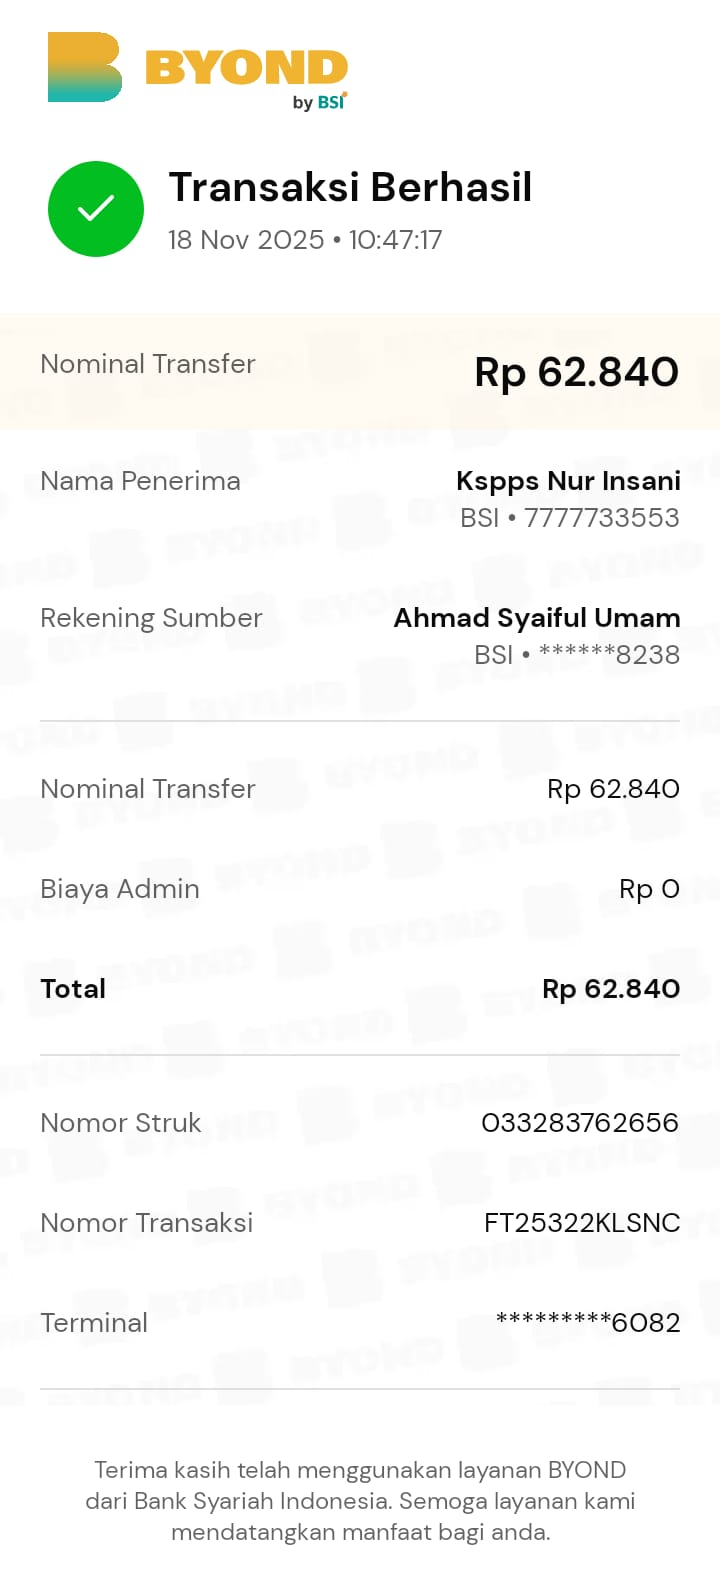 BYOND
by BSI
Transaksi Berhasil
18 Nov 2025 • 10:47:17
Nominal Transfer
Rp 62.840
Nama Penerima
Kspps Nur Insani
BSI • 7777733553
Rekening Sumber
Ahmad Syaiful Umam
BSI • ******8238
Nominal Transfer
Rp 62.840
Biaya Admin
Rp 0
Total
Rp 62.840
Nomor Struk
033283762656
Nomor Transaksi
FT25322KLSNC
Terminal
*********6082
Terima kasih telah menggunakan layanan BYOND
dari Bank Syariah Indonesia. Semoga layanan kami
mendatangkan manfaat bagi anda.